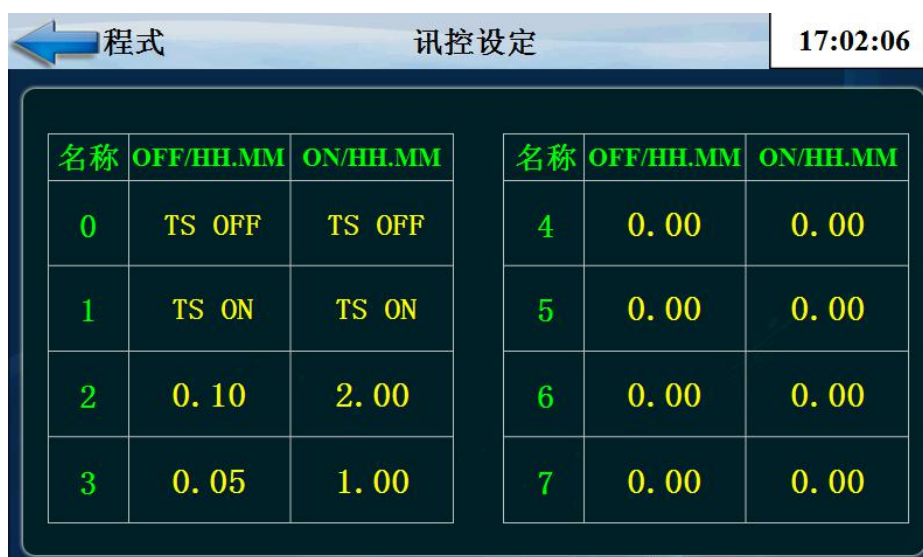 程式 讯控设定 17:02:06
名称 OFF/HH.MM ON/HH.MM 名称 OFF/HH.MM ON/HH.MM
0 TS OFF TS OFF 4 0.00 0.00
1 TS ON TS ON 5 0.00 0.00
2 0.10 2.00 6 0.00 0.00
3 0.05 1.00 7 0.00 0.00